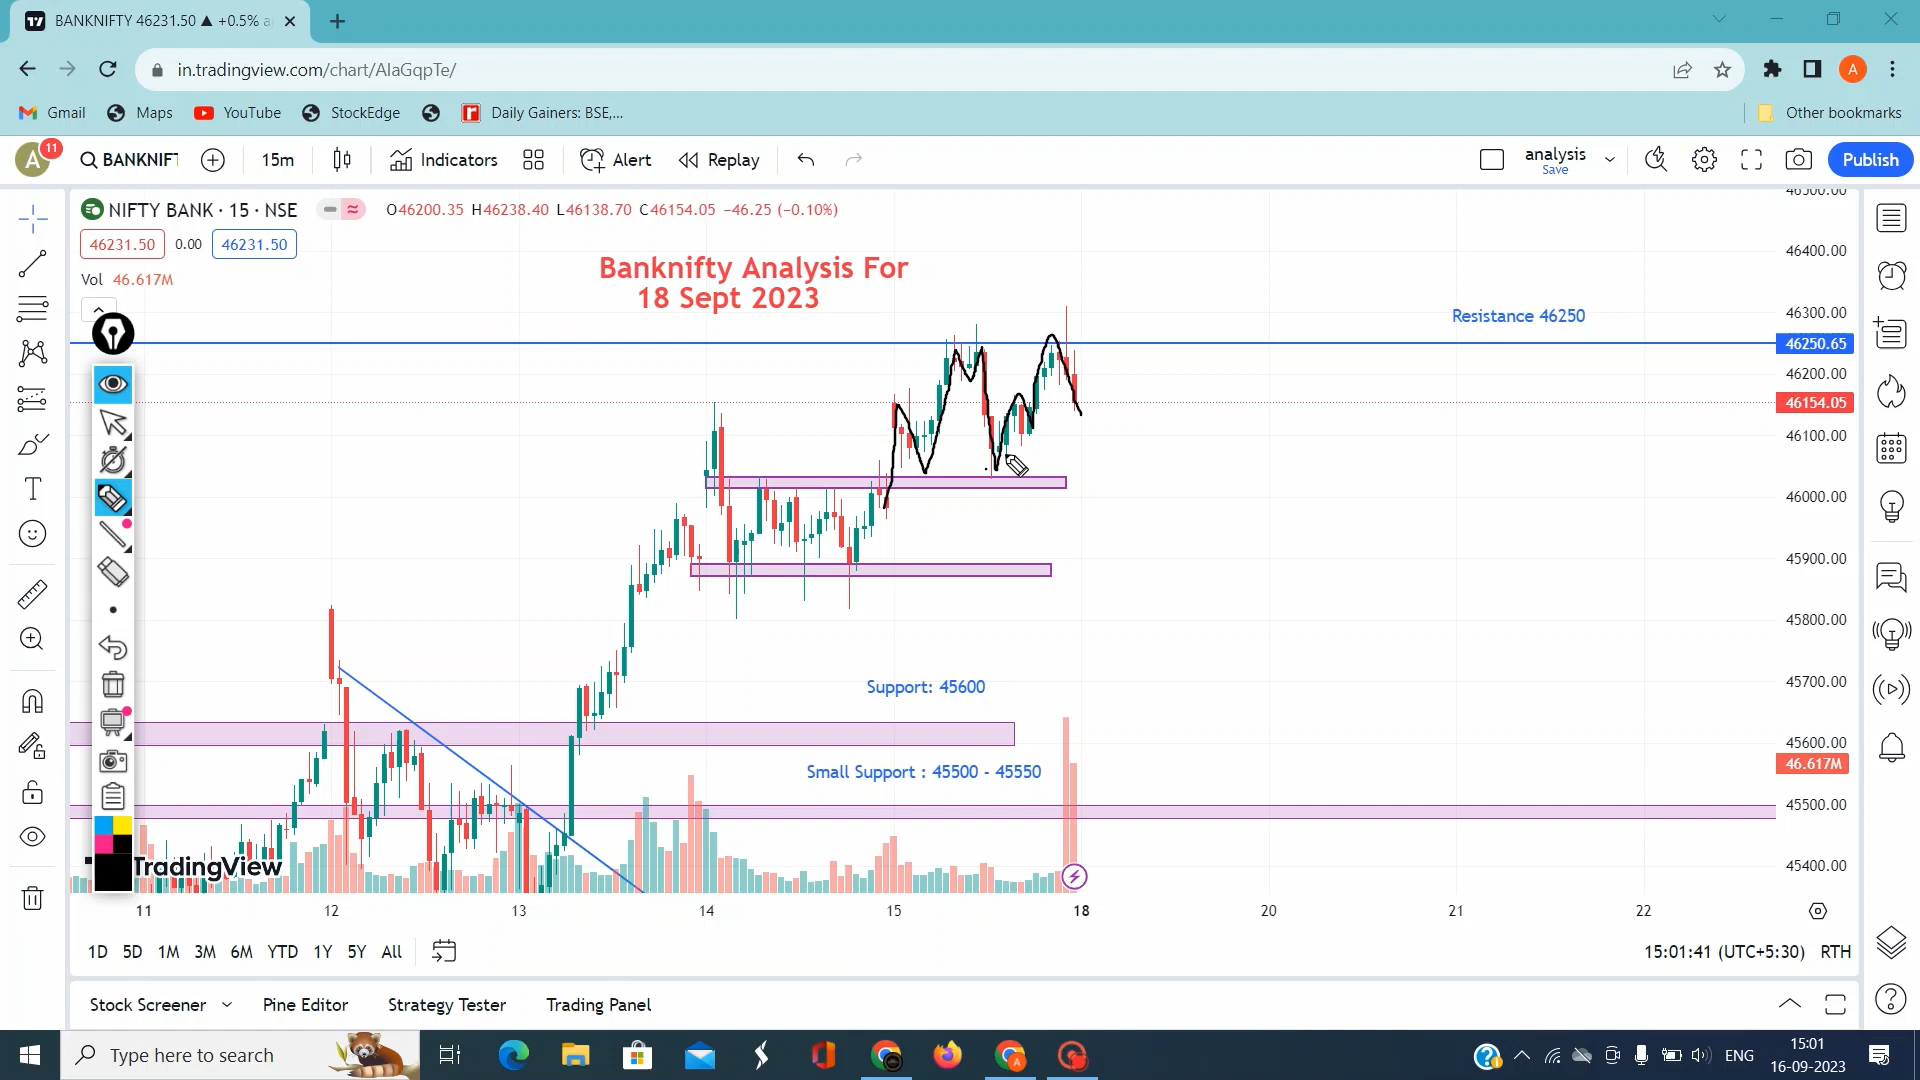 BANKNIFTY 46231.50 ▲ +0.5% a
in.tradingview.com/chart/AIaGqpTe/
A
Gmail Maps YouTube StockEdge Daily Gainers: BSE,... Other bookmarks
A 11 BANKNIFT 15m Indicators Alert Replay analysis Save Publish
NIFTY BANK · 15 · NSE O46200.35 H46238.40 L46138.70 C46154.05 −46.25 (−0.10%)
46231.50 0.00 46231.50
Vol 46.617M
Banknifty Analysis For
18 Sept 2023
Resistance 46250
Support: 45600
Small Support : 45500 - 45550
46500.00
46400.00
46300.00
46250.65
46200.00
46154.05
46100.00
46000.00
45900.00
45800.00
45700.00
45600.00
46.617M
45500.00
45400.00
TradingView
11 12 13 14 15 18 20 21 22
1D 5D 1M 3M 6M YTD 1Y 5Y All 15:01:41 (UTC+5:30) RTH
Stock Screener Pine Editor Strategy Tester Trading Panel
Type here to search
A
ENG
15:01
16-09-2023